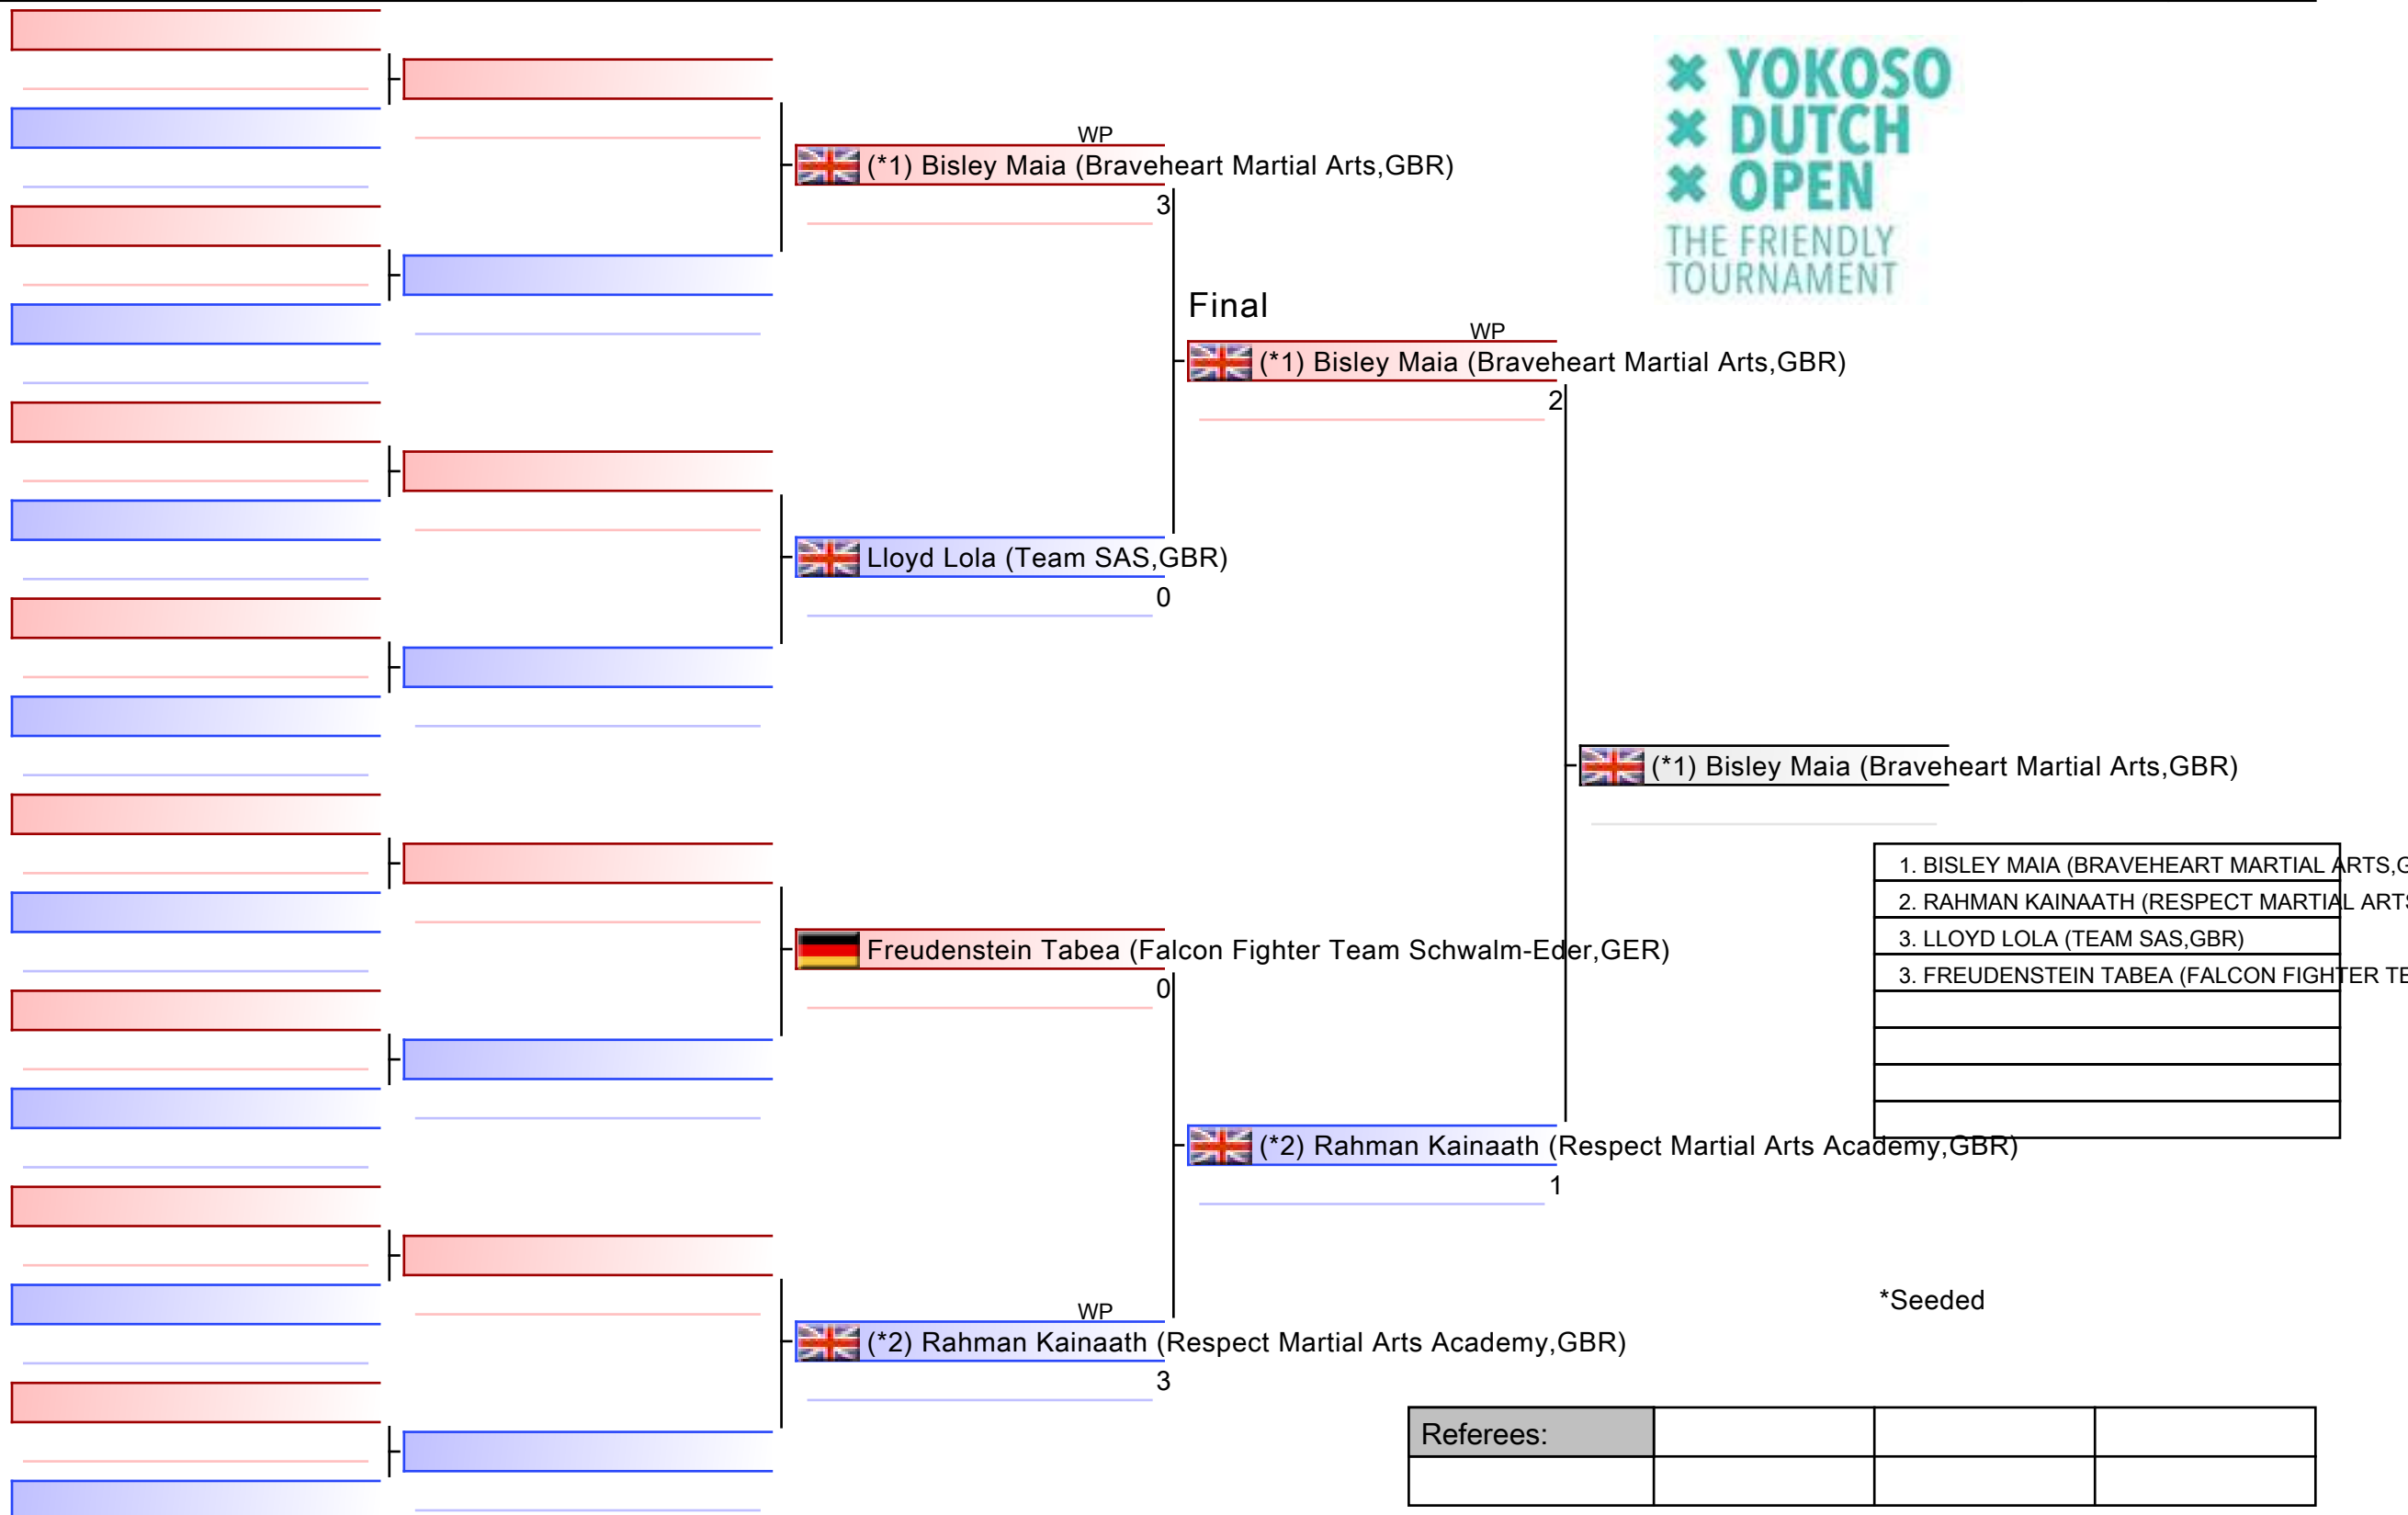 YOKOSO
DUTCH
OPEN
THE FRIENDLY
TOURNAMENT
WP
(*1) Bisley Maia (Braveheart Martial Arts,GBR)
3
Final
WP
(*1) Bisley Maia (Braveheart Martial Arts,GBR)
2
Lloyd Lola (Team SAS,GBR)
0
(*1) Bisley Maia (Braveheart Martial Arts,GBR)
1. BISLEY MAIA (BRAVEHEART MARTIAL ARTS,G
2. RAHMAN KAINAATH (RESPECT MARTIAL ARTS
3. LLOYD LOLA (TEAM SAS,GBR)
3. FREUDENSTEIN TABEA (FALCON FIGHTER TE
Freudenstein Tabea (Falcon Fighter Team Schwalm-Eder,GER)
0
(*2) Rahman Kainaath (Respect Martial Arts Academy,GBR)
1
WP
(*2) Rahman Kainaath (Respect Martial Arts Academy,GBR)
3
*Seeded
Referees: